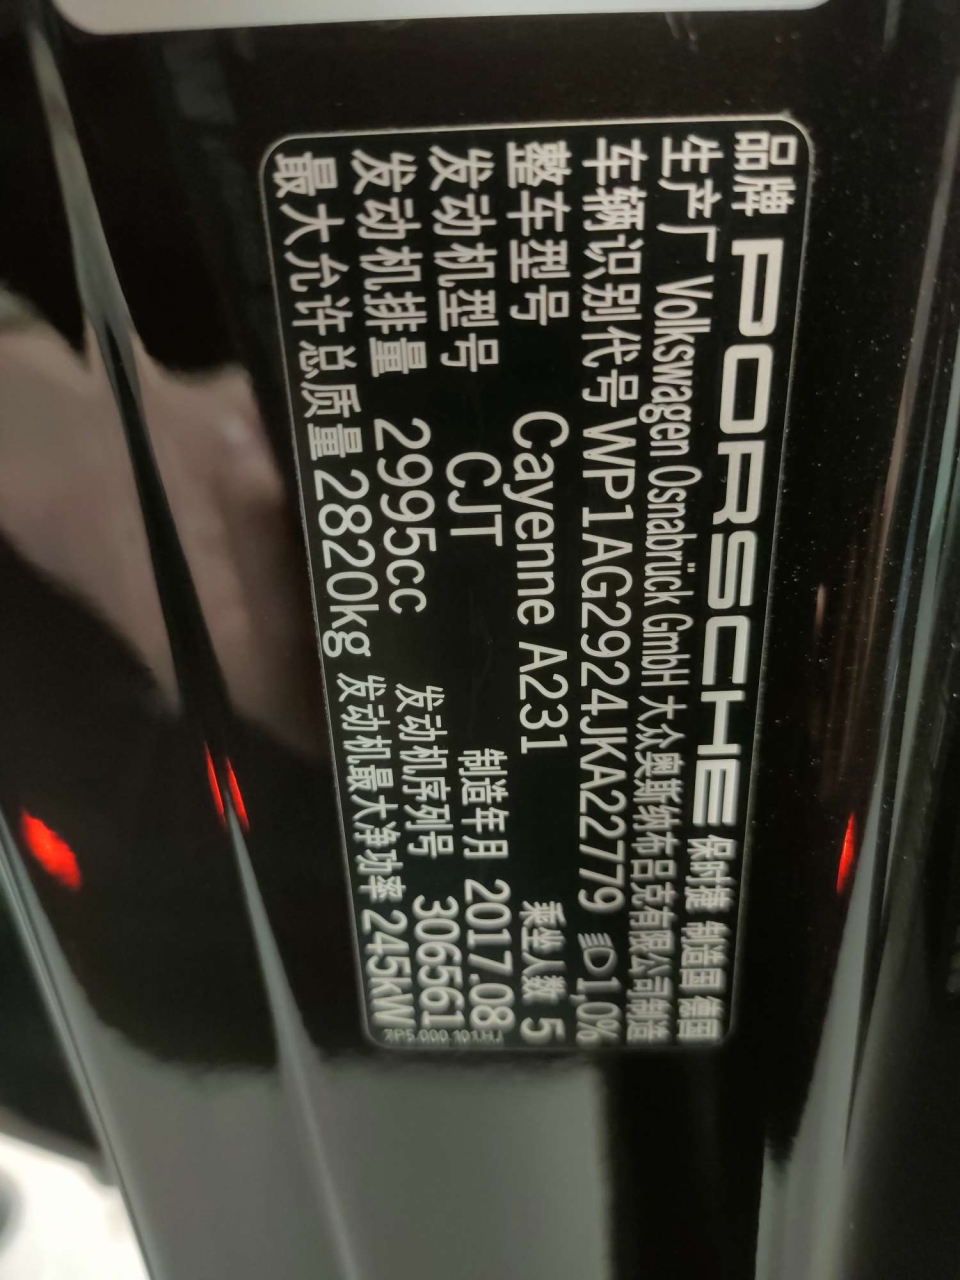 品牌 PORSCHE 保时捷 制造国 德国
生产厂 Volkswagen Osnabrück GmbH 大众奥斯纳布吕克有限公司制造
车辆识别代号 WP1AG2924JKA22779 1,0%
整车型号 Cayenne A231 乘坐人数 5
发动机型号 CJT 制造年月 2017.08
发动机排量 2995cc 发动机序列号 306561
最大允许总质量 2820kg 发动机最大净功率 245kW